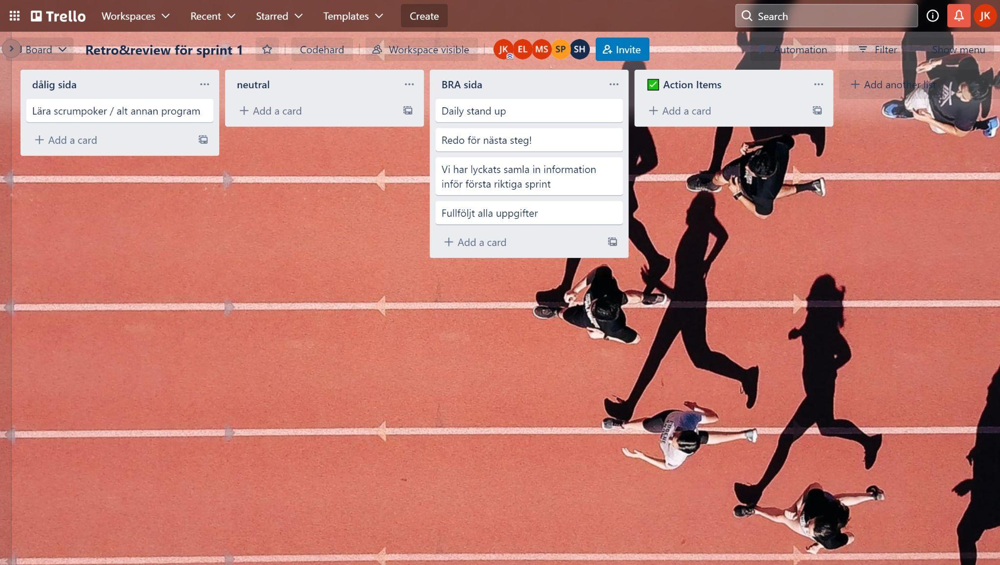 Trello Workspaces Recent Starred Templates Create Search JK
Board Retro&review för sprint 1 Codehard Workspace visible JK EL MS SP SH Invite Automation Filter Show menu
dålig sida
Lära scrumpoker / alt annan program
+ Add a card
neutral
+ Add a card
BRA sida
Daily stand up
Redo för nästa steg!
Vi har lyckats samla in information
inför första riktiga sprint
Fullföljt alla uppgifter
+ Add a card
Action Items
+ Add a card
+ Add another list